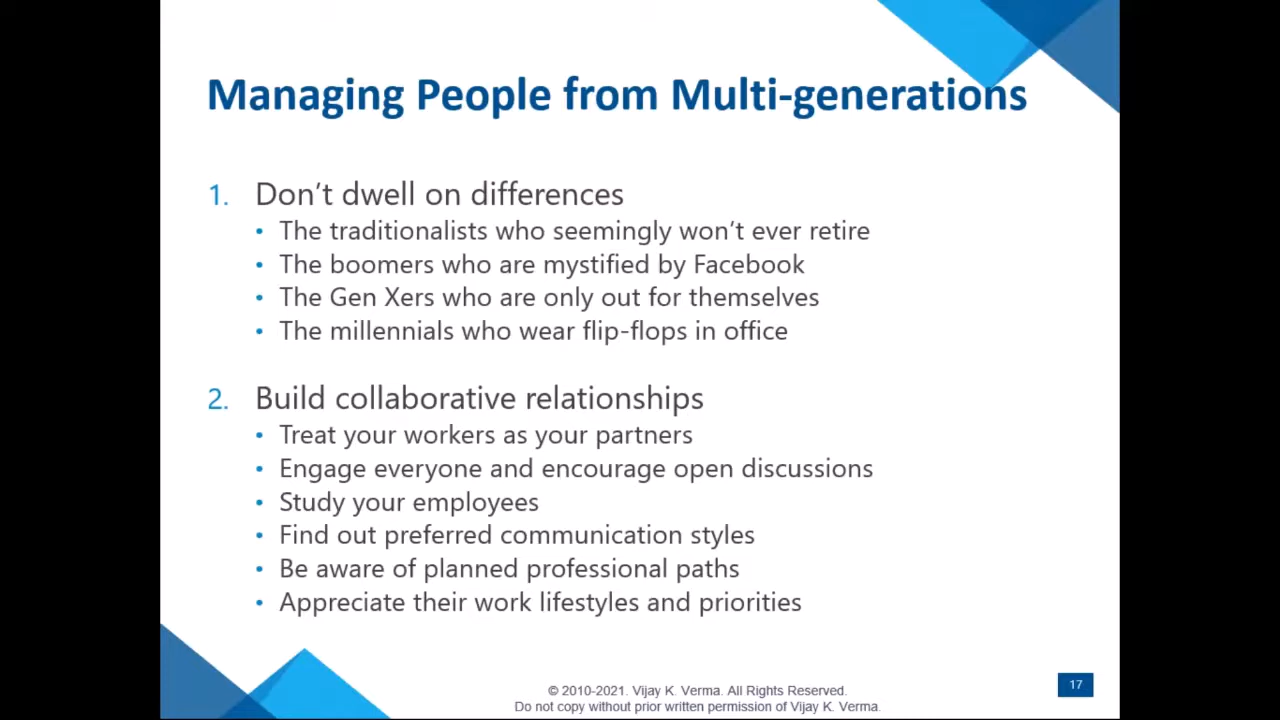 Managing People from Multi-generations
1. Don't dwell on differences
• The traditionalists who seemingly won't ever retire
• The boomers who are mystified by Facebook
• The Gen Xers who are only out for themselves
• The millennials who wear flip-flops in office
2. Build collaborative relationships
• Treat your workers as your partners
• Engage everyone and encourage open discussions
• Study your employees
• Find out preferred communication styles
• Be aware of planned professional paths
• Appreciate their work lifestyles and priorities
© 2010-2021. Vijay K. Verma. All Rights Reserved.
Do not copy without prior written permission of Vijay K. Verma.
17